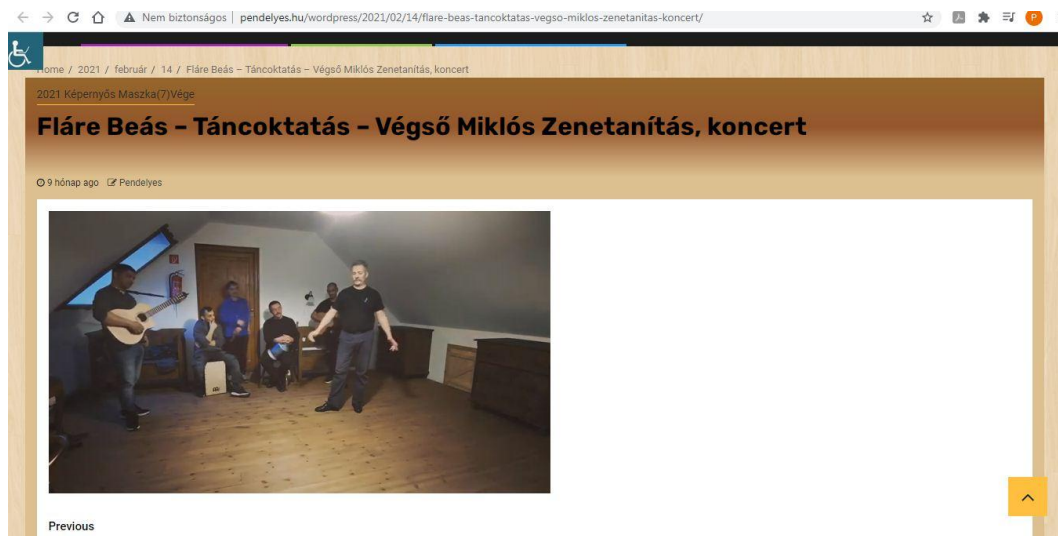 Nem biztonságos | pendelyes.hu/wordpress/2021/02/14/flare-beas-tancoktatas-vegso-miklos-zenetanitas-koncert/
P
Home / 2021 / február / 14 / Fláre Beás – Táncoktatás – Végső Miklós Zenetanítás, koncert
2021 Képernyős Maszka(7)Vége
Fláre Beás – Táncoktatás – Végső Miklós Zenetanítás, koncert
9 hónap ago Pendelyes
Previous